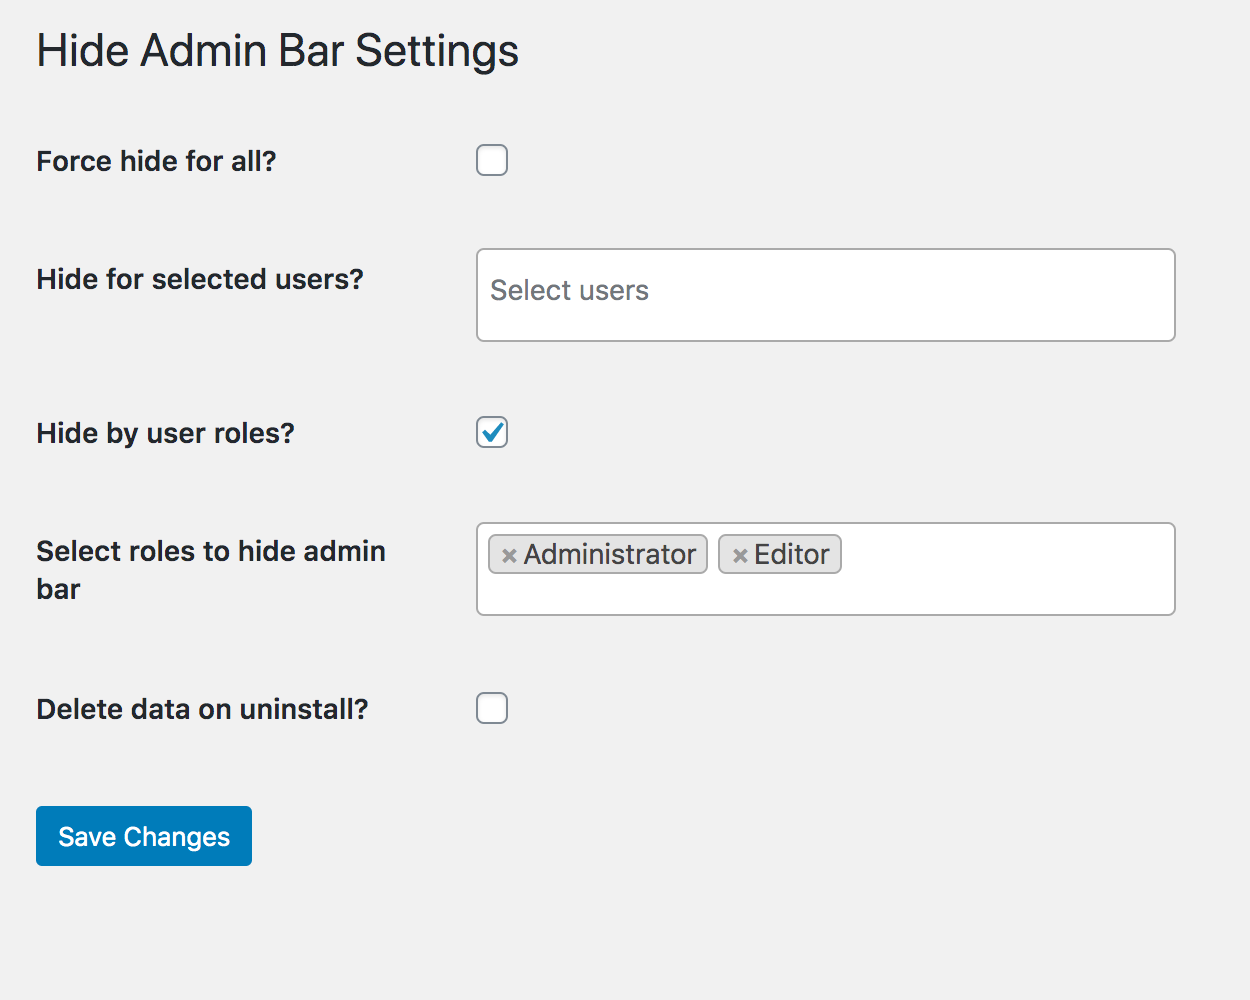 Hide Admin Bar Settings
Force hide for all?
Hide for selected users?
Select users
Hide by user roles?
Select roles to hide admin
bar
× Administrator × Editor
Delete data on uninstall?
Save Changes